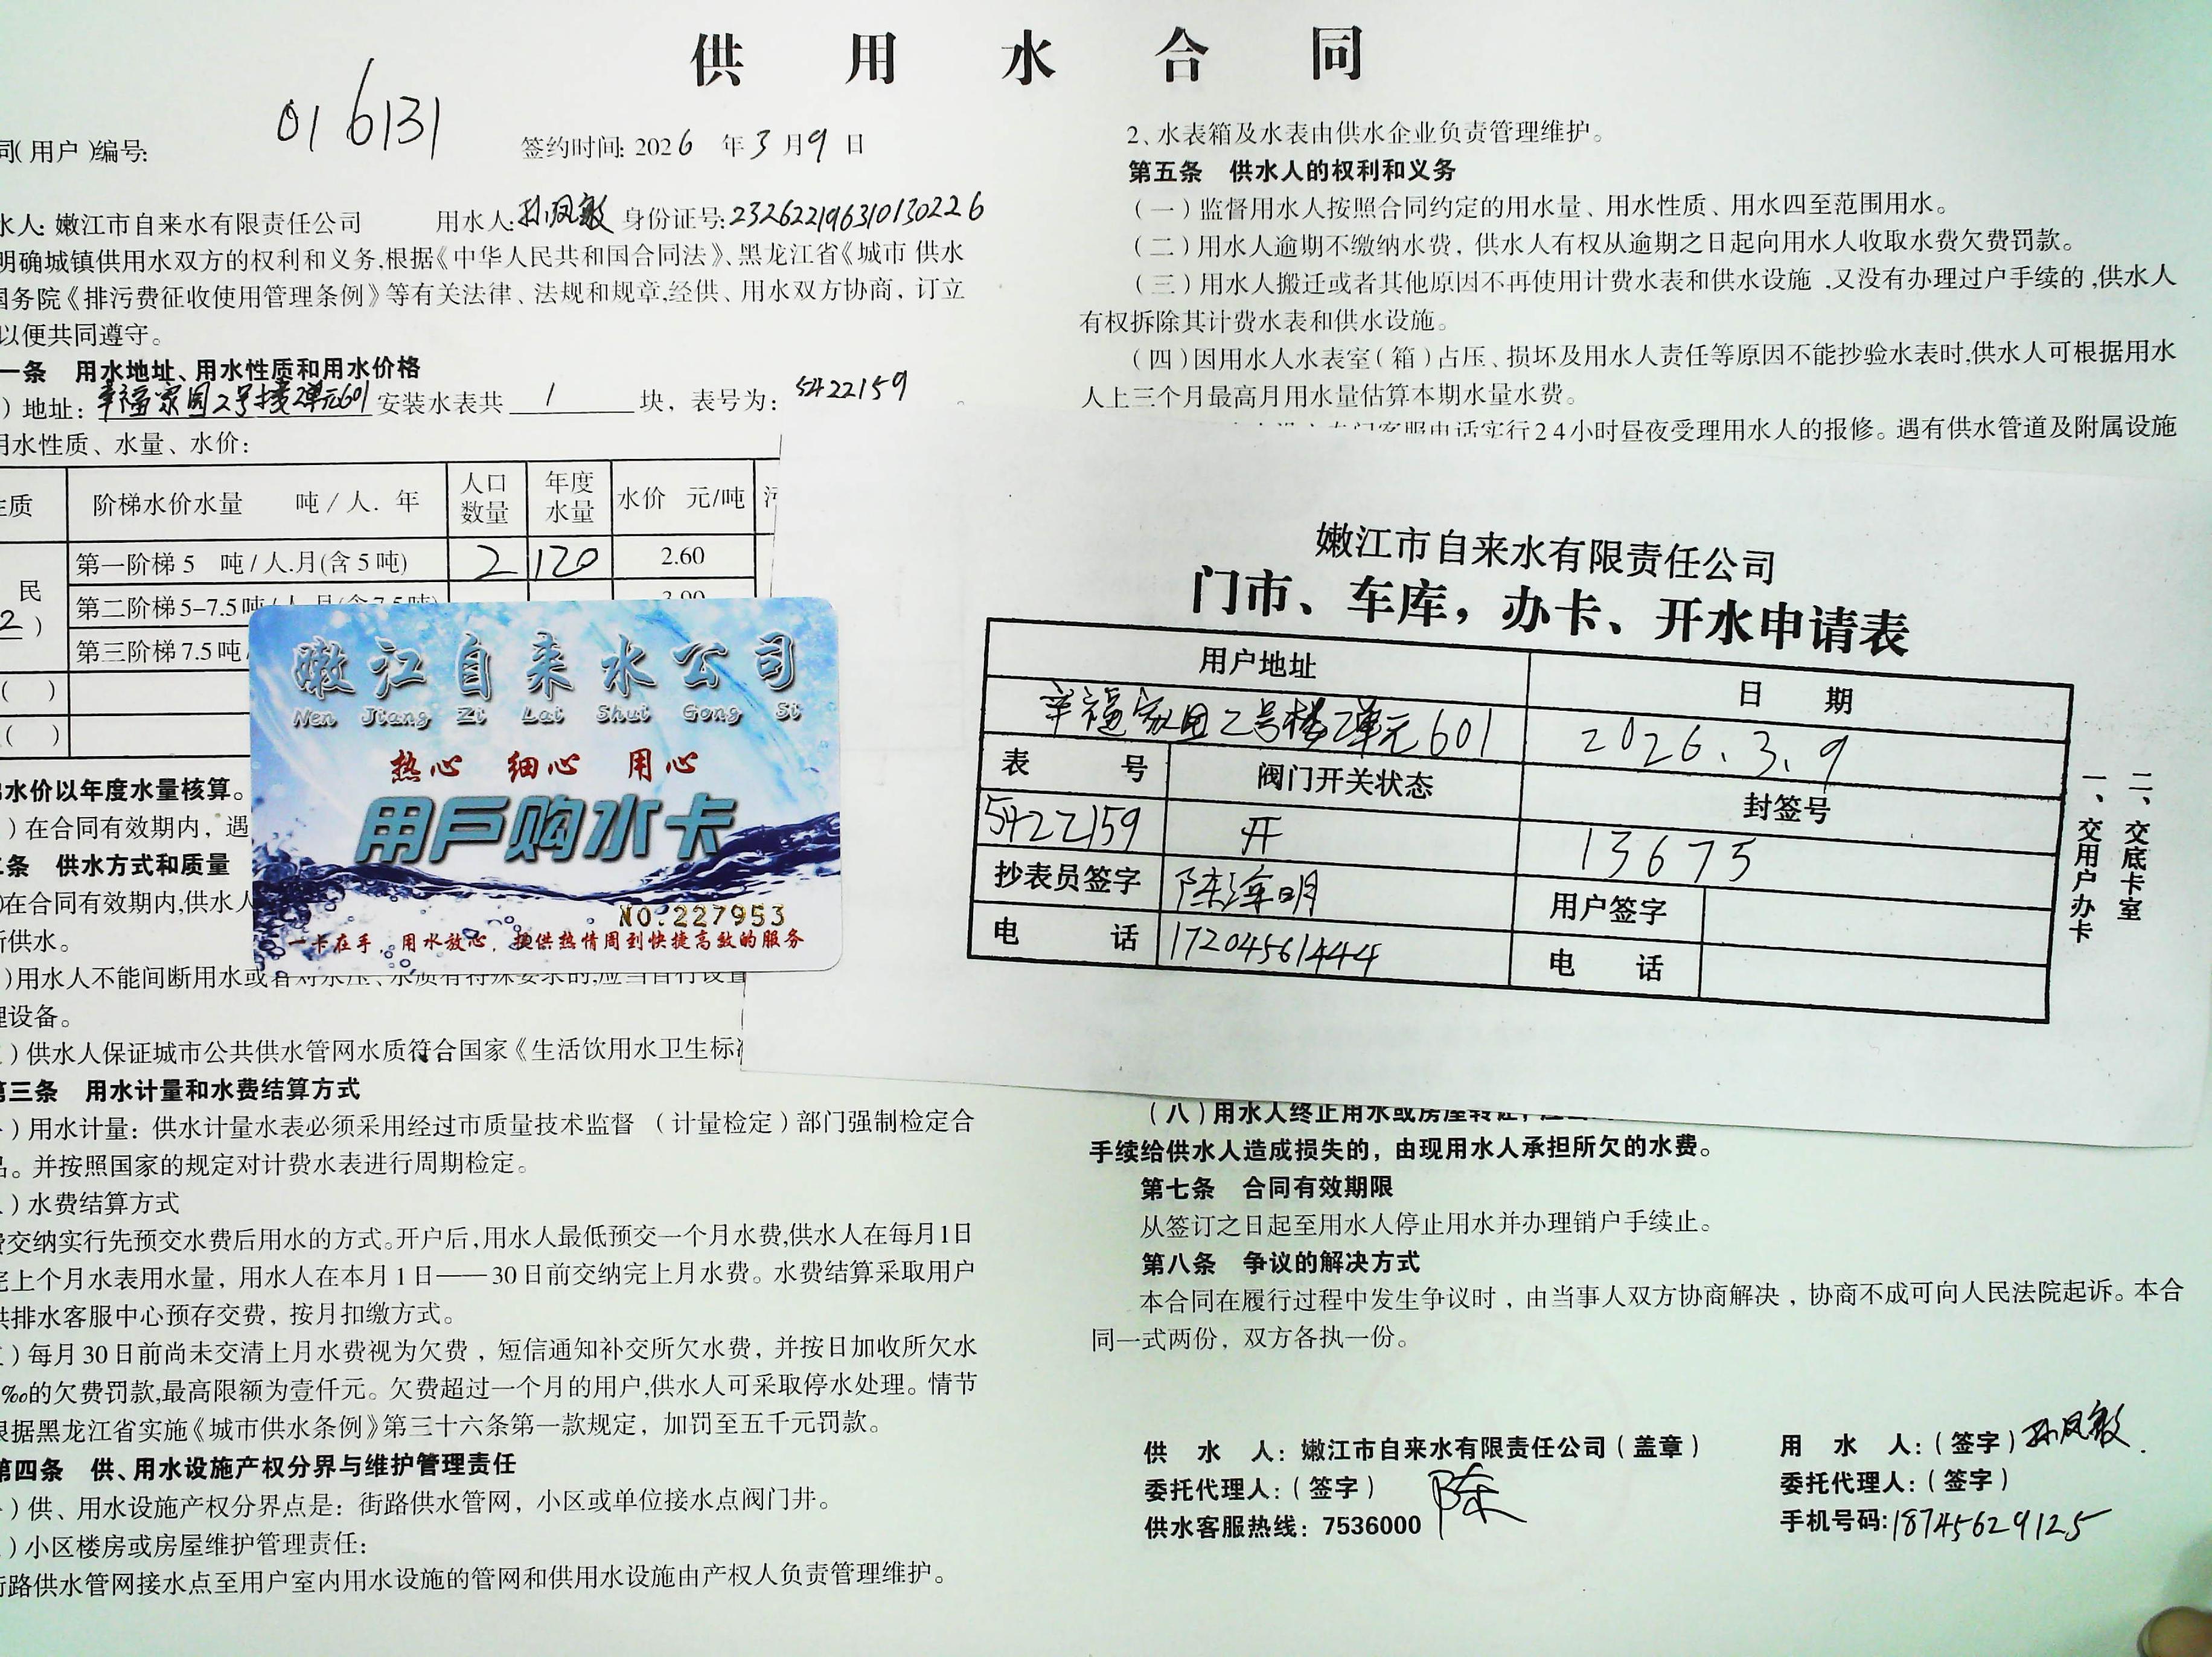 供用水合同
同(用户)编号: 016131
签约时间: 2026年3月9日
水人: 嫩江市自来水有限责任公司 用水人: 孙凤敏 身份证号: 232622196310130226
明确城镇供用水双方的权利和义务,根据《中华人民共和国合同法》、黑龙江省《城市 供水
国务院《排污费征收使用管理条例》等有关法律、法规和规章,经供、用水双方协商，订立
以便共同遵守。
一条 用水地址、用水性质和用水价格
)地址: 幸福家园2号楼2单元601 安装水表共 1 块，表号为: 5422159
用水性质、水量、水价:
性质 阶梯水价水量 吨/人.年 人口数量 年度水量 水价 元/吨 污
民 第一阶梯5 吨/人.月(含5吨) 2 120 2.60
2) 第二阶梯5-7.5吨/人.月(含7.5吨) 3.90
第三阶梯7.5吨
( )
( )
水价以年度水量核算。
)在合同有效期内，遇
条 供水方式和质量
)在合同有效期内,供水人
供水。
)用水人不能间断用水或者对水压、水质有特殊要求的,应当自行设置
设备。
)供水人保证城市公共供水管网水质符合国家《生活饮用水卫生标准
第三条 用水计量和水费结算方式
)用水计量: 供水计量水表必须采用经过市质量技术监督 (计量检定)部门强制检定合
品。并按照国家的规定对计费水表进行周期检定。
)水费结算方式
费交纳实行先预交水费后用水的方式。开户后,用水人最低预交一个月水费,供水人在每月1日
完上个月水表用水量，用水人在本月1日——30日前交纳完上月水费。水费结算采取用户
供排水客服中心预存交费，按月扣缴方式。
)每月30日前尚未交清上月水费视为欠费，短信通知补交所欠水费，并按日加收所欠水
‰的欠费罚款,最高限额为壹仟元。欠费超过一个月的用户,供水人可采取停水处理。情节
根据黑龙江省实施《城市供水条例》第三十六条第一款规定，加罚至五千元罚款。
第四条 供、用水设施产权分界与维护管理责任
)供、用水设施产权分界点是: 街路供水管网，小区或单位接水点阀门井。
)小区楼房或房屋维护管理责任:
街路供水管网接水点至用户室内用水设施的管网和供用水设施由产权人负责管理维护。
嫩江自来水公司
Nen Jiang Zi Lai Shui Gong Si
热心 细心 用心
用户购水卡
NO:227953
一卡在手，用水放心，提供热情周到快捷高效的服务
2、水表箱及水表由供水企业负责管理维护。
第五条 供水人的权利和义务
(一)监督用水人按照合同约定的用水量、用水性质、用水四至范围用水。
(二)用水人逾期不缴纳水费，供水人有权从逾期之日起向用水人收取水费欠费罚款。
(三)用水人搬迁或者其他原因不再使用计费水表和供水设施,又没有办理过户手续的,供水人
有权拆除其计费水表和供水设施。
(四)因用水人水表室(箱)占压、损坏及用水人责任等原因不能抄验水表时,供水人可根据用水
人上三个月最高月用水量估算本期水量水费。
客服电话实行24小时昼夜受理用水人的报修。遇有供水管道及附属设施
嫩江市自来水有限责任公司
门市、车库，办卡、开水申请表
用户地址 日期
幸福家园2号楼2单元601 2026.3.9
表号 阀门开关状态 封签号
5422159 开 13675
抄表员签字 陈海明 用户签字
电话 17204561444 电话
一、交用户办卡
二、交底卡室
(八)用水人终止用水或房屋转让，
手续给供水人造成损失的，由现用水人承担所欠的水费。
第七条 合同有效期限
从签订之日起至用水人停止用水并办理销户手续止。
第八条 争议的解决方式
本合同在履行过程中发生争议时，由当事人双方协商解决，协商不成可向人民法院起诉。本合
同一式两份，双方各执一份。
供水人: 嫩江市自来水有限责任公司(盖章) 用水人:(签字)孙凤敏
委托代理人:(签字) 陈 委托代理人:(签字)
供水客服热线: 7536000 手机号码: 18745629125